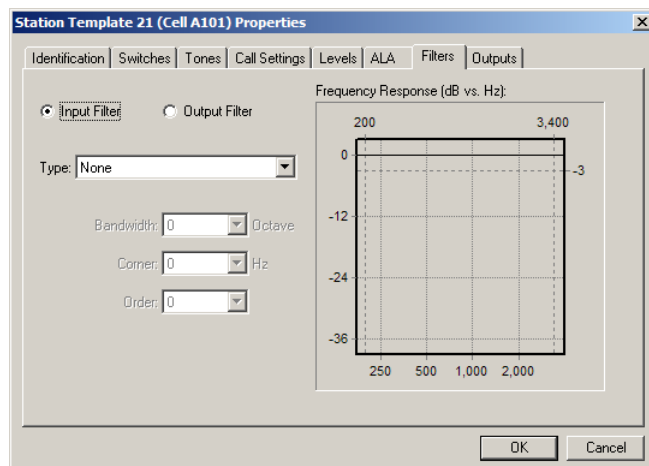 Station Template 21 (Cell A101) Properties
Identification Switches Tones Call Settings Levels ALA Filters Outputs
Input Filter Output Filter
Frequency Response (dB vs. Hz):
200 3,400
Type: None
0
-3
Bandwidth: 0 Octave
-12
Corner: 0 Hz
-24
Order: 0
-36
250 500 1,000 2,000
OK Cancel